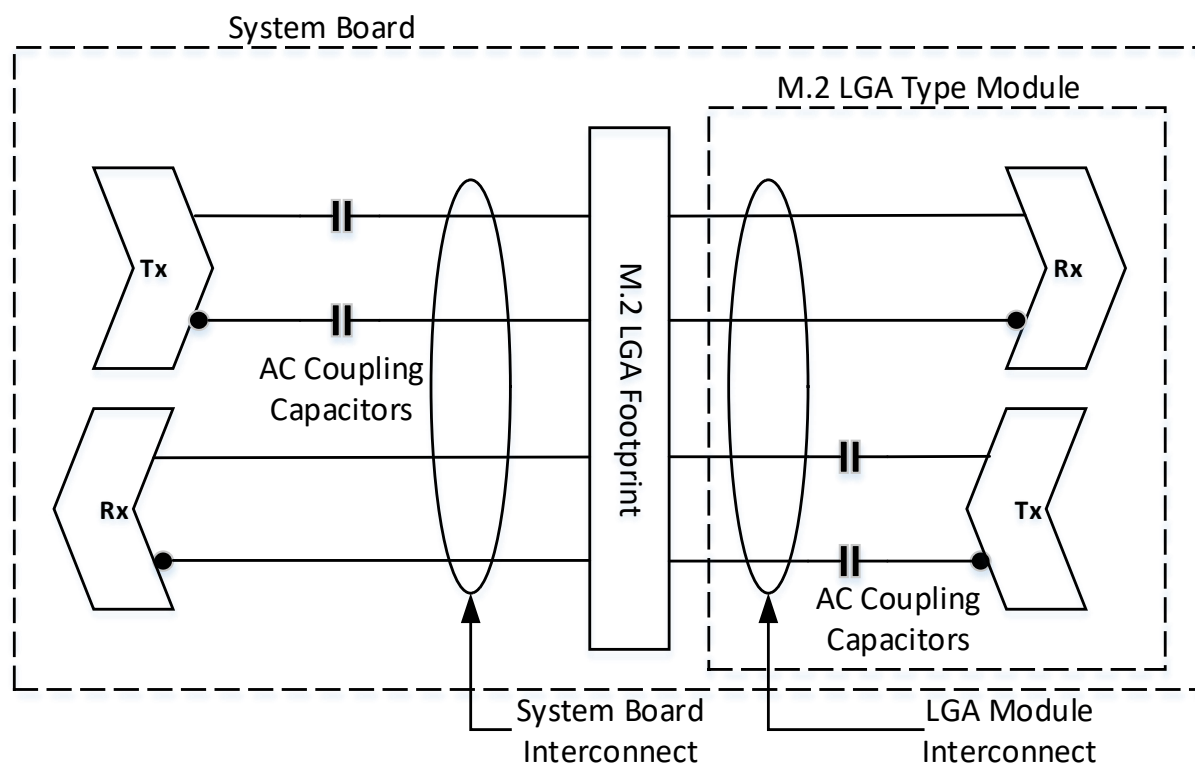 System Board
M.2 LGA Type Module
Tx
Rx
AC Coupling
Capacitors
M.2 LGA Footprint
Rx
Tx
AC Coupling
Capacitors
System Board
Interconnect
LGA Module
Interconnect